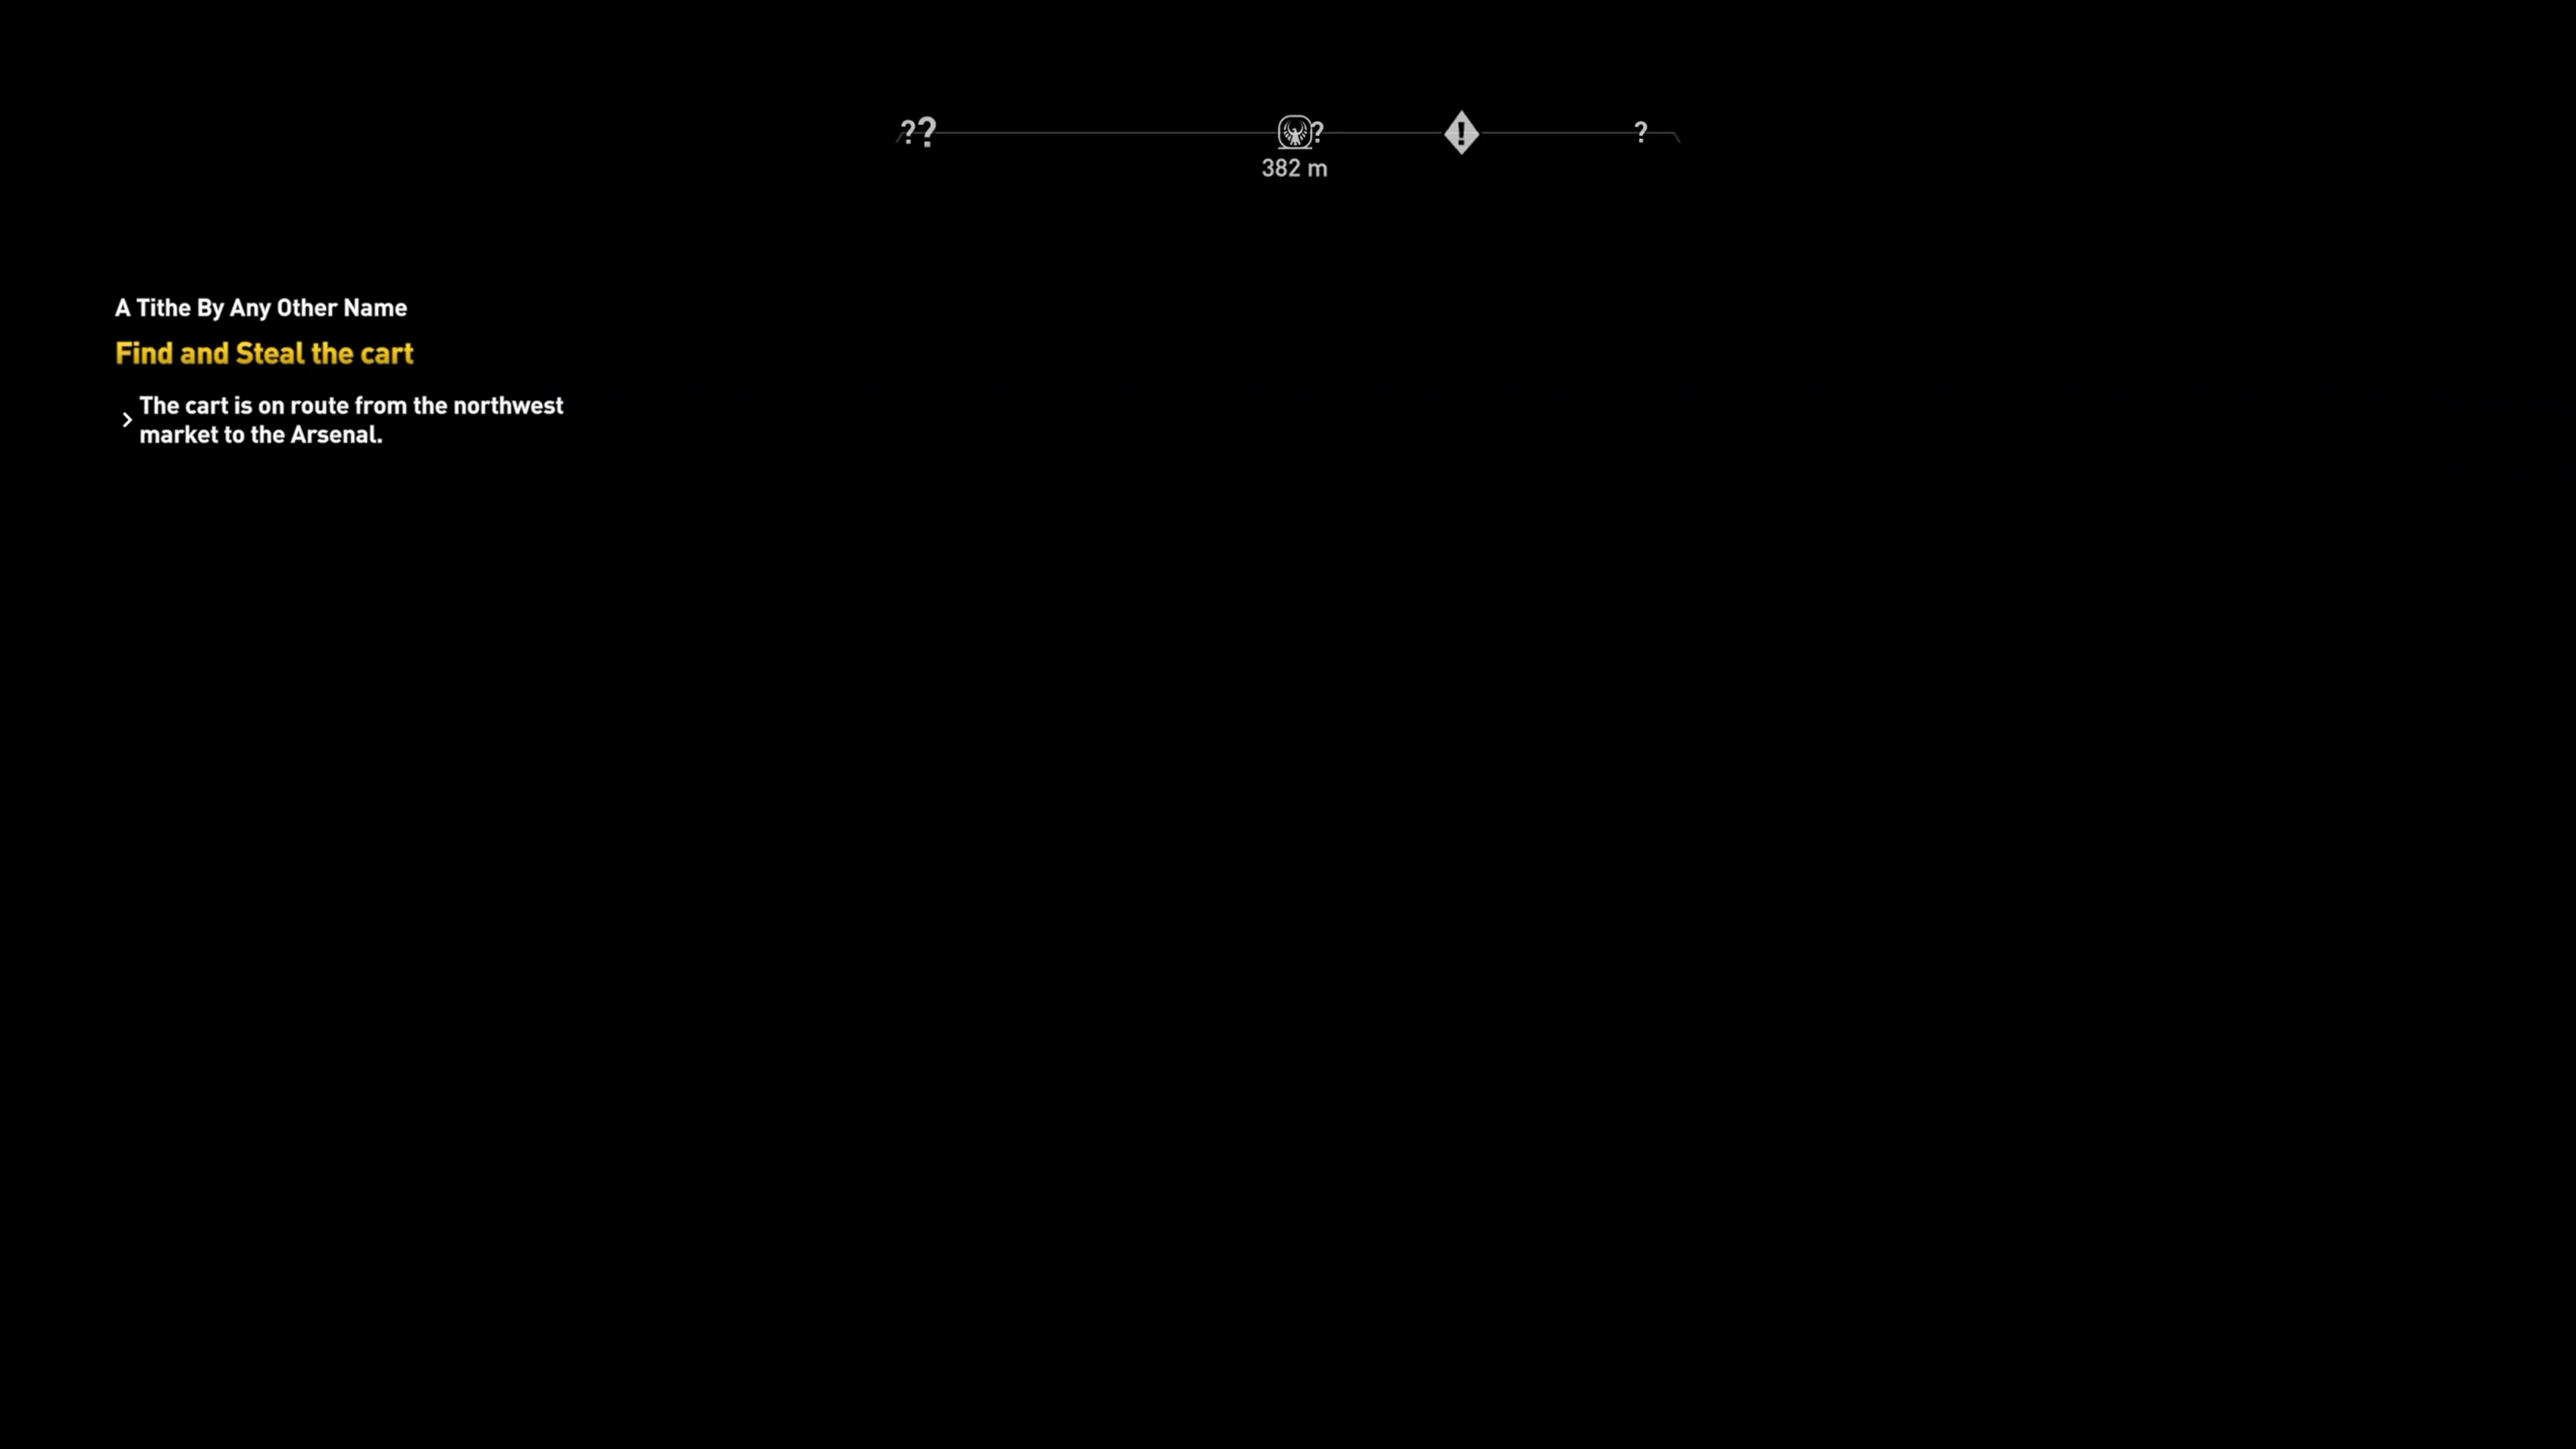 ?? ? ! ?
382 m
A Tithe By Any Other Name
Find and Steal the cart
> The cart is on route from the northwest
market to the Arsenal.